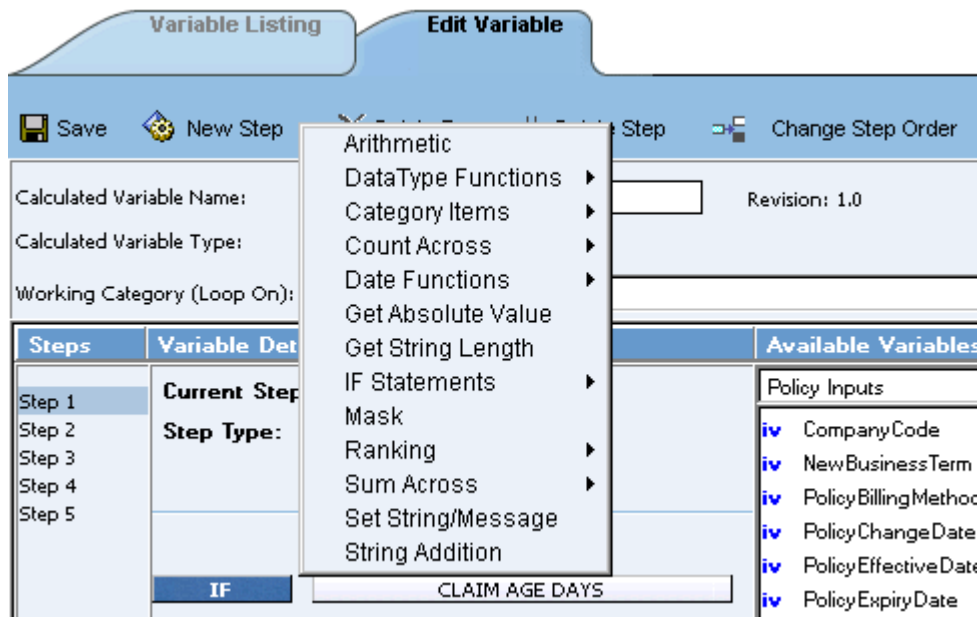 Variable Listing Edit Variable
Save New Step Step Change Step Order
Arithmetic
DataType Functions
Category Items
Count Across
Date Functions
Get Absolute Value
Get String Length
IF Statements
Mask
Ranking
Sum Across
Set String/Message
String Addition
Calculated Variable Name: Revision: 1.0
Calculated Variable Type:
Working Category (Loop On):
Steps Variable Det Available Variables
Step 1
Step 2
Step 3
Step 4
Step 5
Current Step
Step Type:
IF CLAIM AGE DAYS
Policy Inputs
iv CompanyCode
iv NewBusinessTerm
iv PolicyBillingMethod
iv PolicyChangeDate
iv PolicyEffectiveDate
iv PolicyExpiryDate